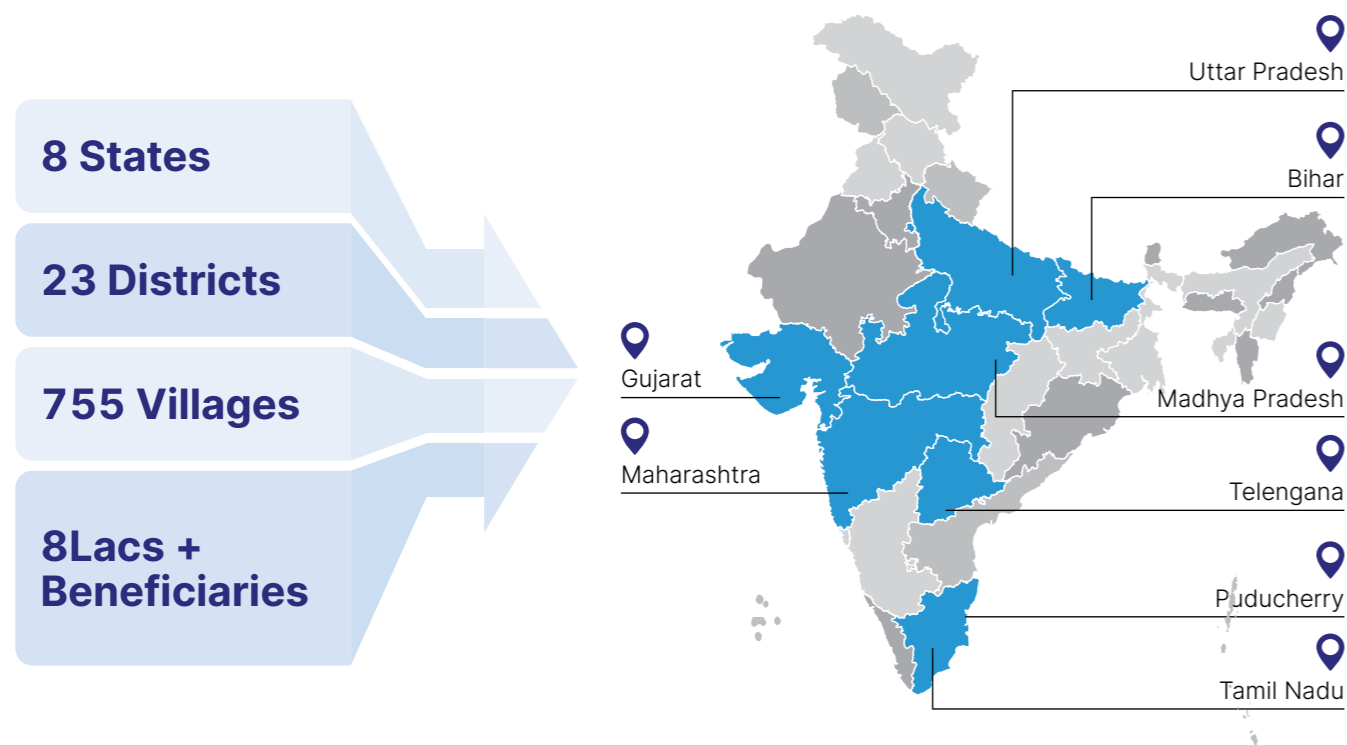 8 States
23 Districts
755 Villages
8Lacs +
Beneficiaries
Gujarat
Maharashtra
Uttar Pradesh
Bihar
Madhya Pradesh
Telengana
Puducherry
Tamil Nadu